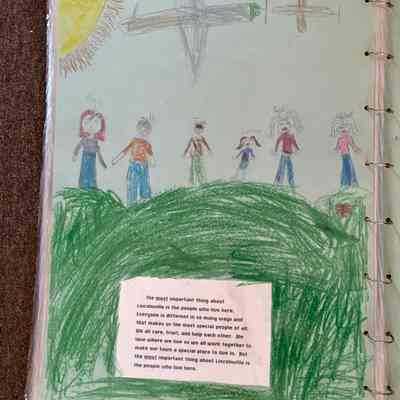 The most important thing about
Lincolnville is the people who live here.
Everyone is different in so many ways and
that makes us the most special people of all.
We all care, trust, and help each other. We
love where we live so we all work together to
make our town a special place to live in. But
the most important thing about Lincolnville is
the people who live here.